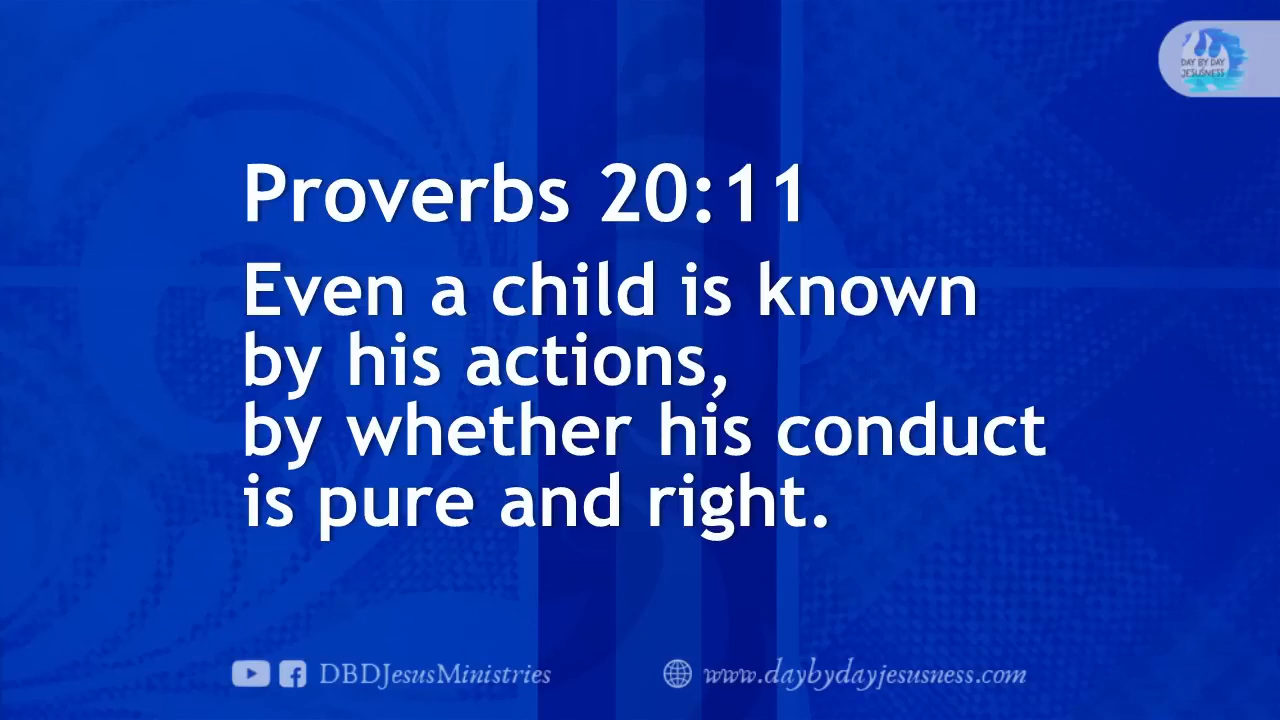 DAY BY DAY
JESUSNESS
Proverbs 20:11
Even a child is known
by his actions,
by whether his conduct
is pure and right.
DBDJesusMinistries
www.daybydayjesusness.com